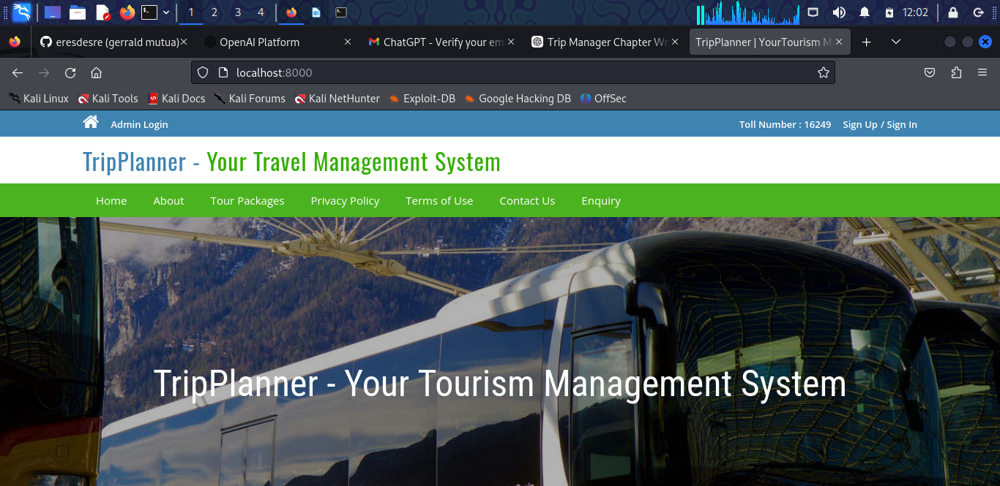 1 2 3 4 12:02
eresdesre (gerrald mutua) OpenAI Platform ChatGPT - Verify your em Trip Manager Chapter Wr TripPlanner | YourTourism M
localhost:8000
Kali Linux Kali Tools Kali Docs Kali Forums Kali NetHunter Exploit-DB Google Hacking DB OffSec
Admin Login Toll Number : 16249 Sign Up / Sign In
TripPlanner - Your Travel Management System
Home About Tour Packages Privacy Policy Terms of Use Contact Us Enquiry
TripPlanner - Your Tourism Management System